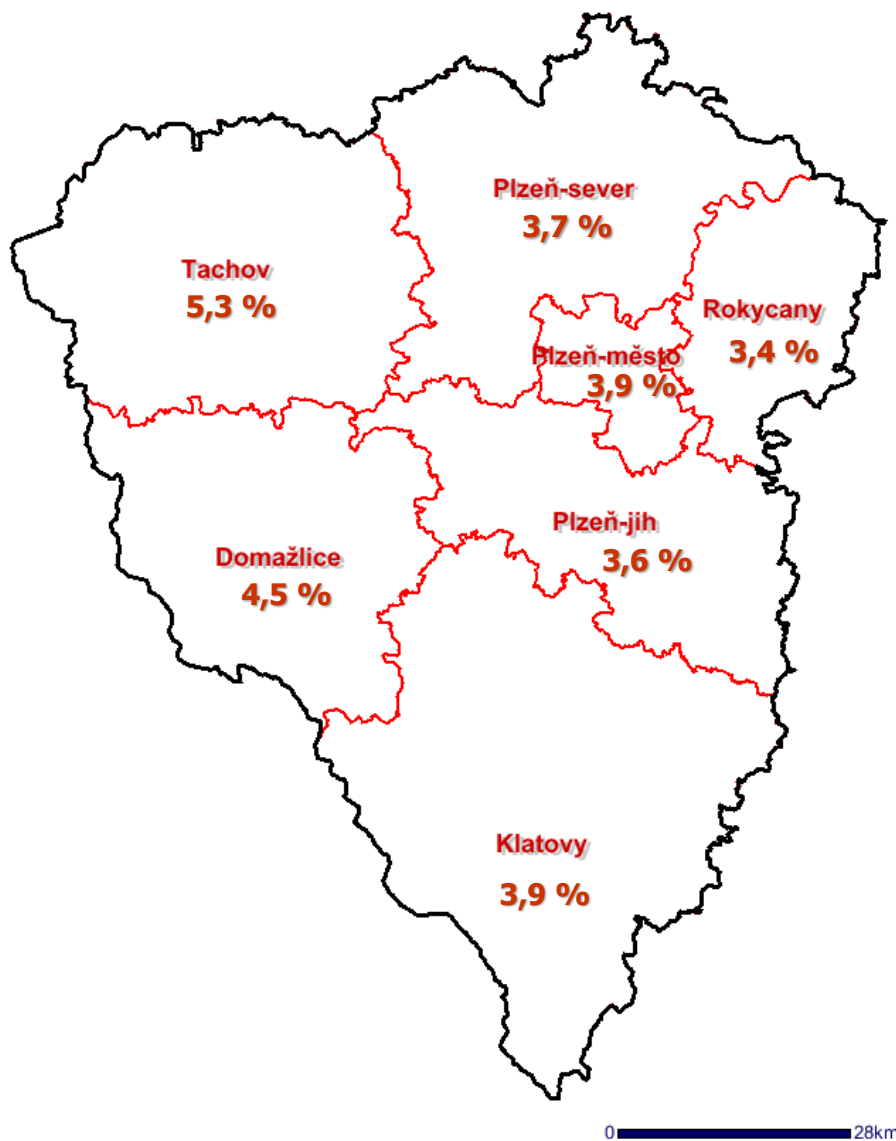 Plzeň-sever
3,7 %
Tachov
5,3 %
Rokycany
3,4 %
Plzeň-město
3,9 %
Plzeň-jih
3,6 %
Domažlice
4,5 %
Klatovy
3,9 %
0 28km